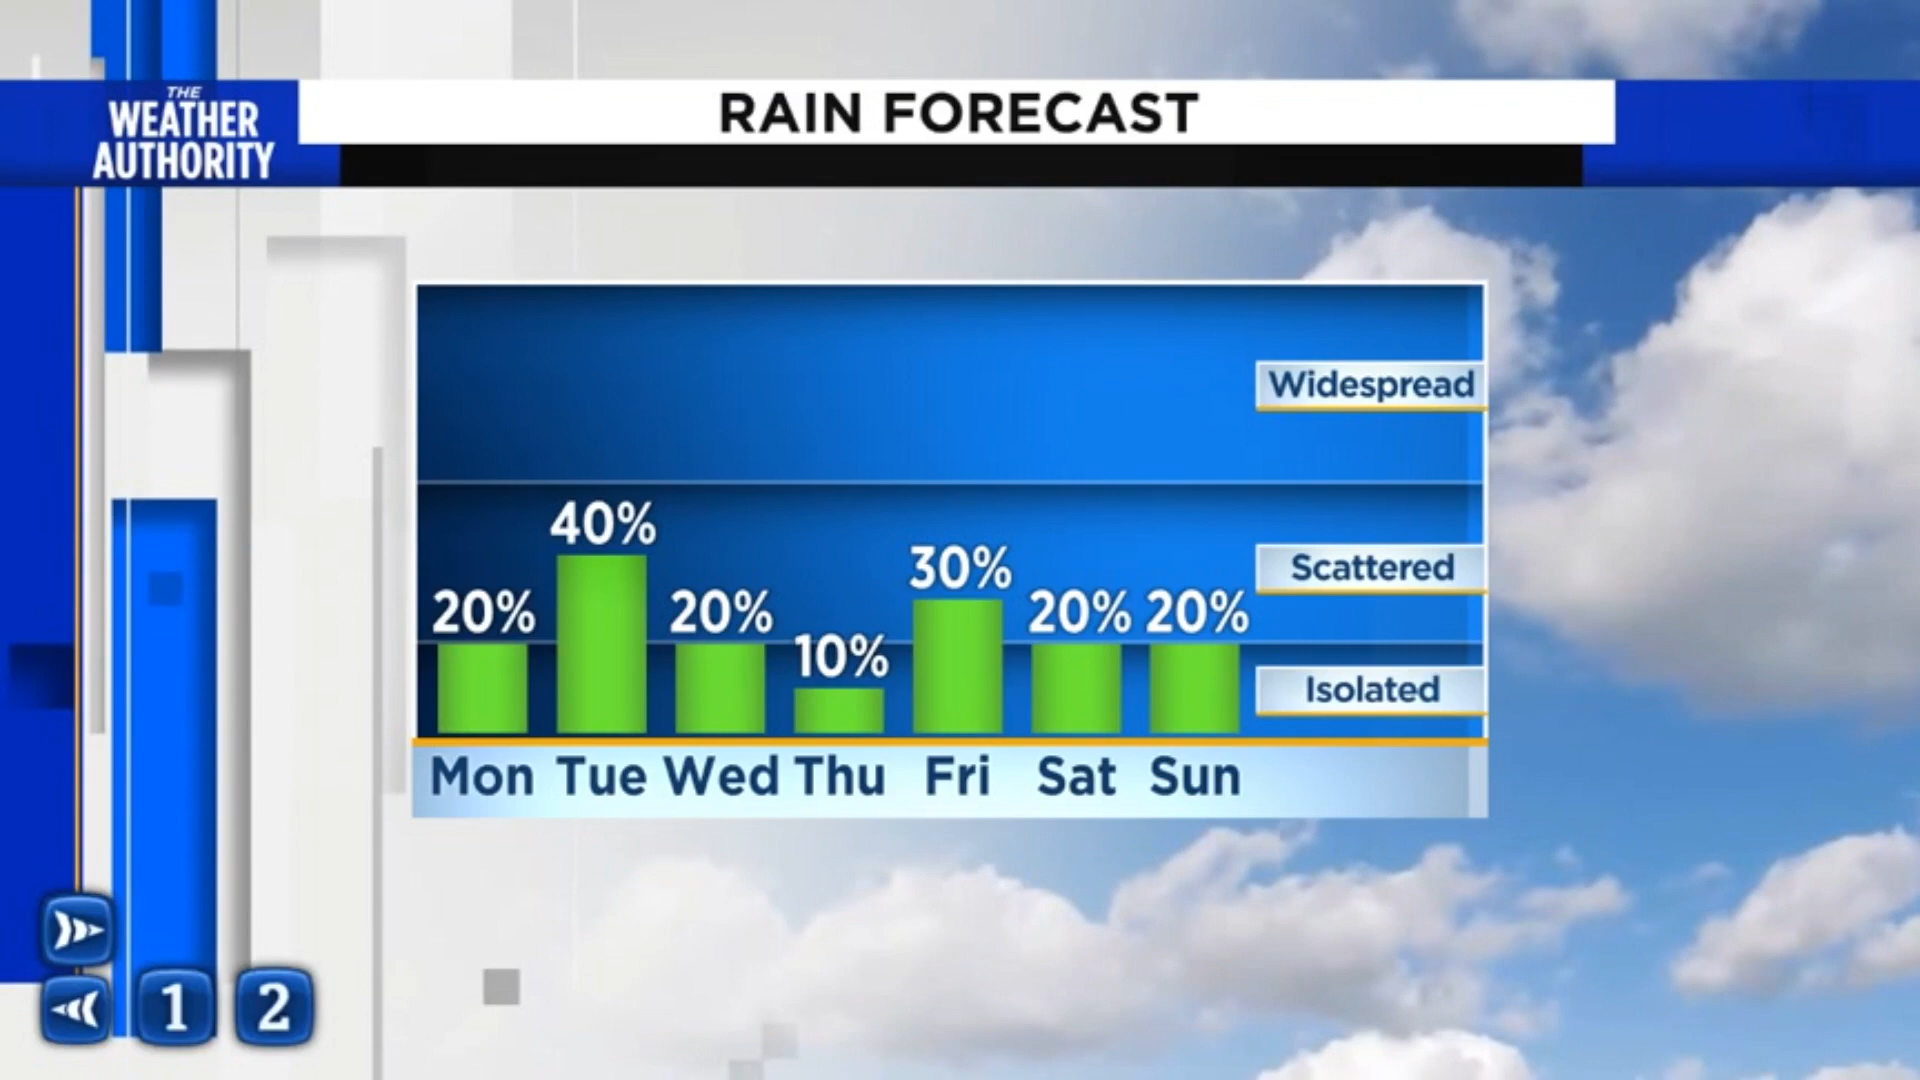 THE
WEATHER
AUTHORITY
RAIN FORECAST
Widespread
40%
30%
Scattered
20%
20%
20%
20%
10%
Isolated
Mon Tue Wed Thu Fri Sat Sun
1
2